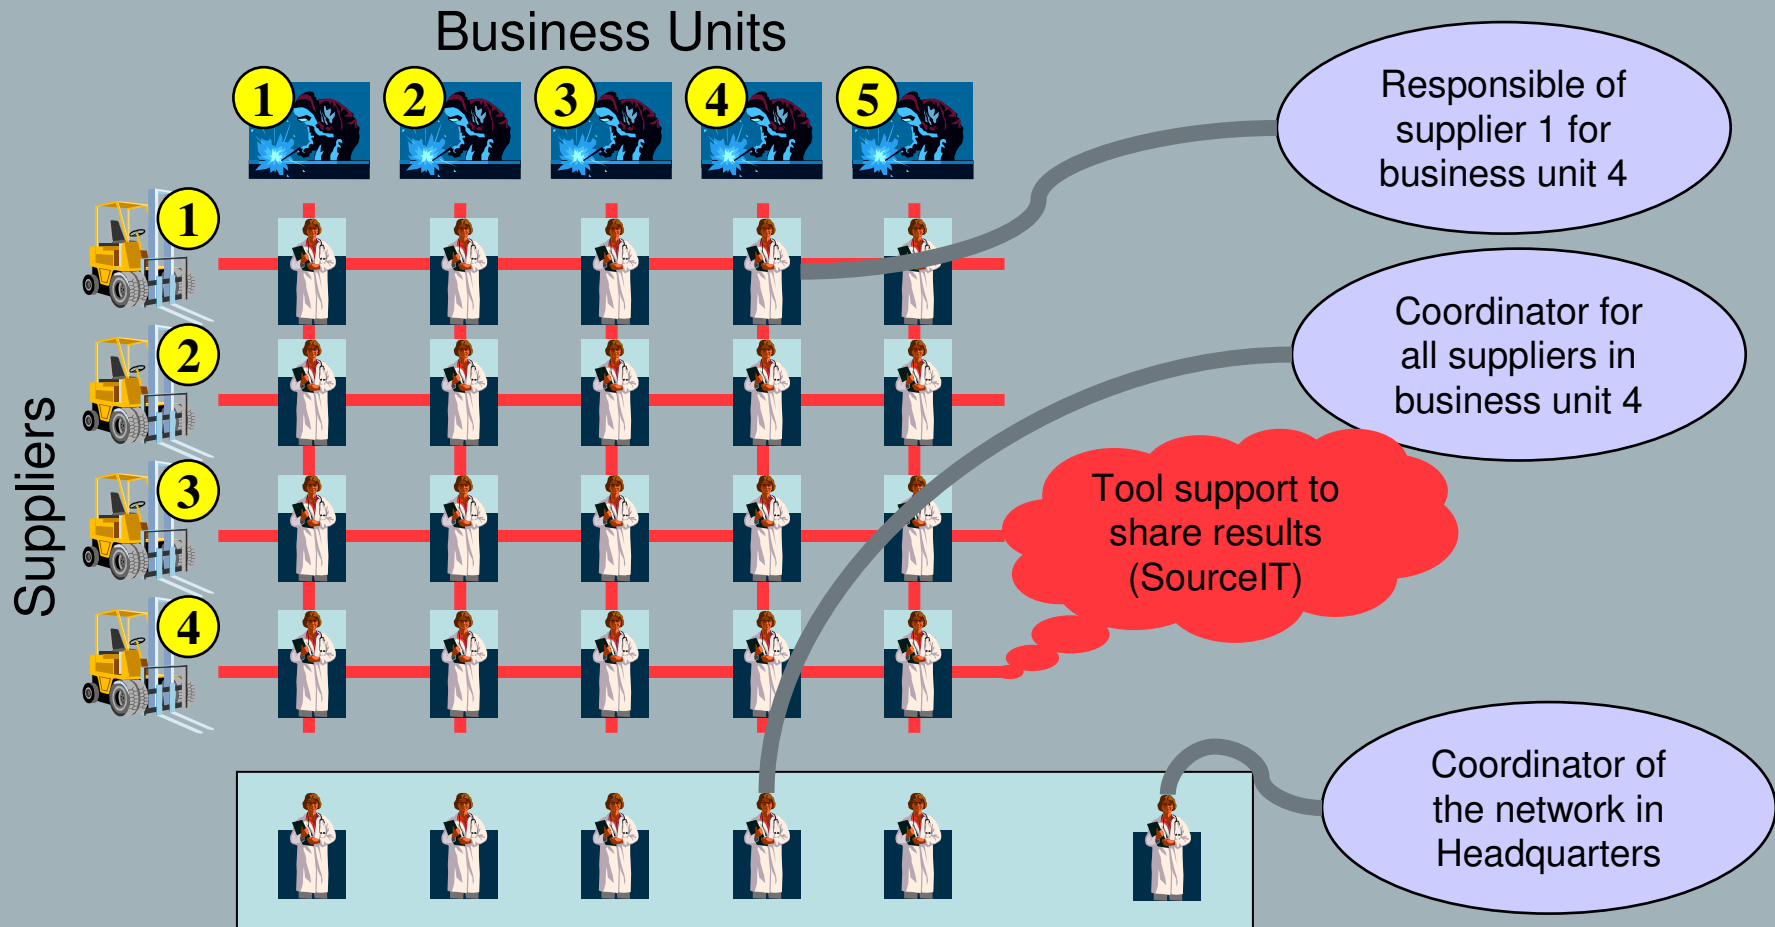 Business Units
1
2
3
4
5
Suppliers
1
2
3
4
Responsible of
supplier 1 for
business unit 4
Coordinator for
all suppliers in
business unit 4
Tool support to
share results
(SourceIT)
Coordinator of
the network in
Headquarters